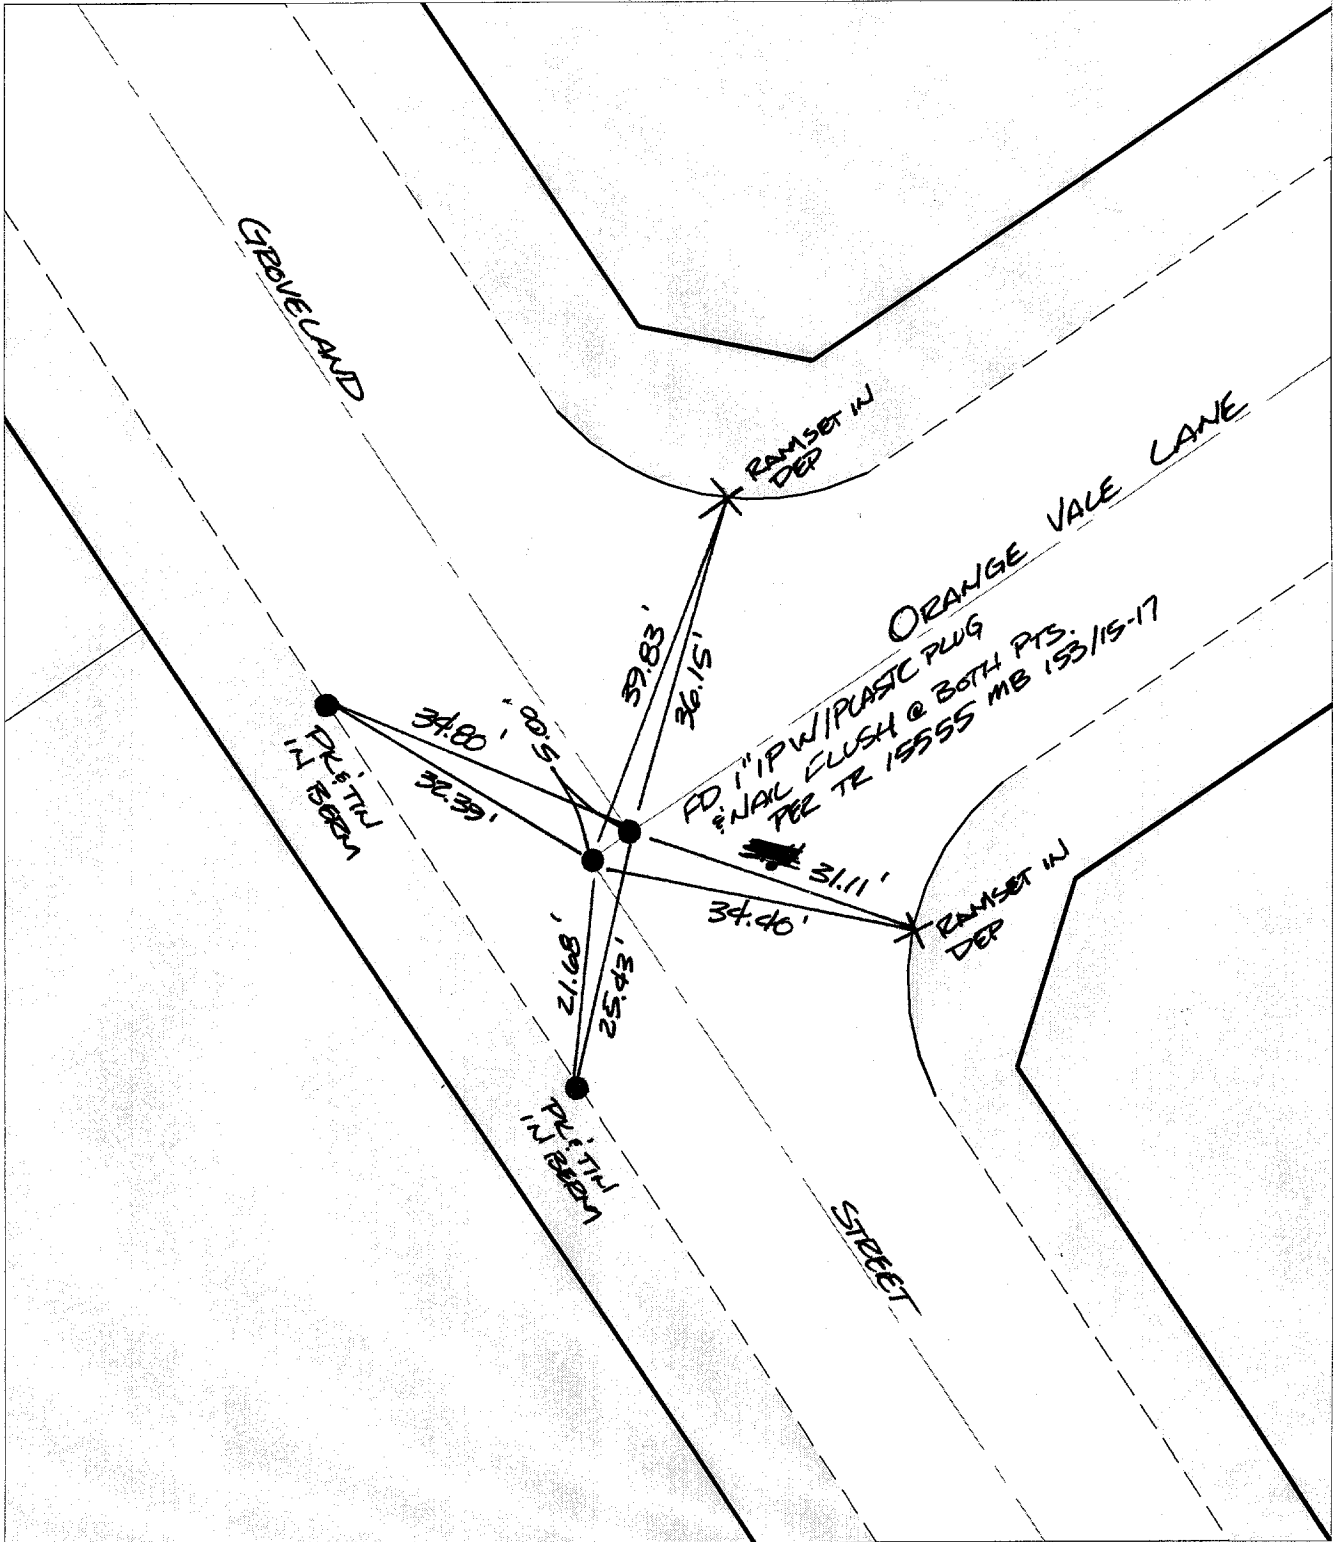 GROVELAND
RAMSET IN
DEP
ORANGE VALE LANE
FD 1" IP W/PLASTIC PLUG
& NAIL FLUSH @ BOTH PTS.
PER TR 15555 MB 153/15-17
39.83'
36.15'
5.00'
34.80'
32.39'
PK & TIN
IN BERM
31.11'
34.40'
RAMSET IN
DEP
21.68'
25.43'
PK & TIN
IN BERM
STREET